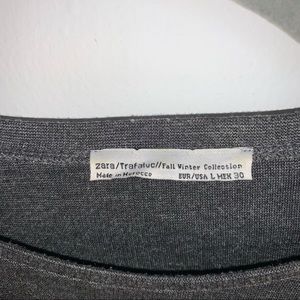 Zara/Trafaluc//Fall Winter Collection
Made in Morocco EUR/USA L MEX 30